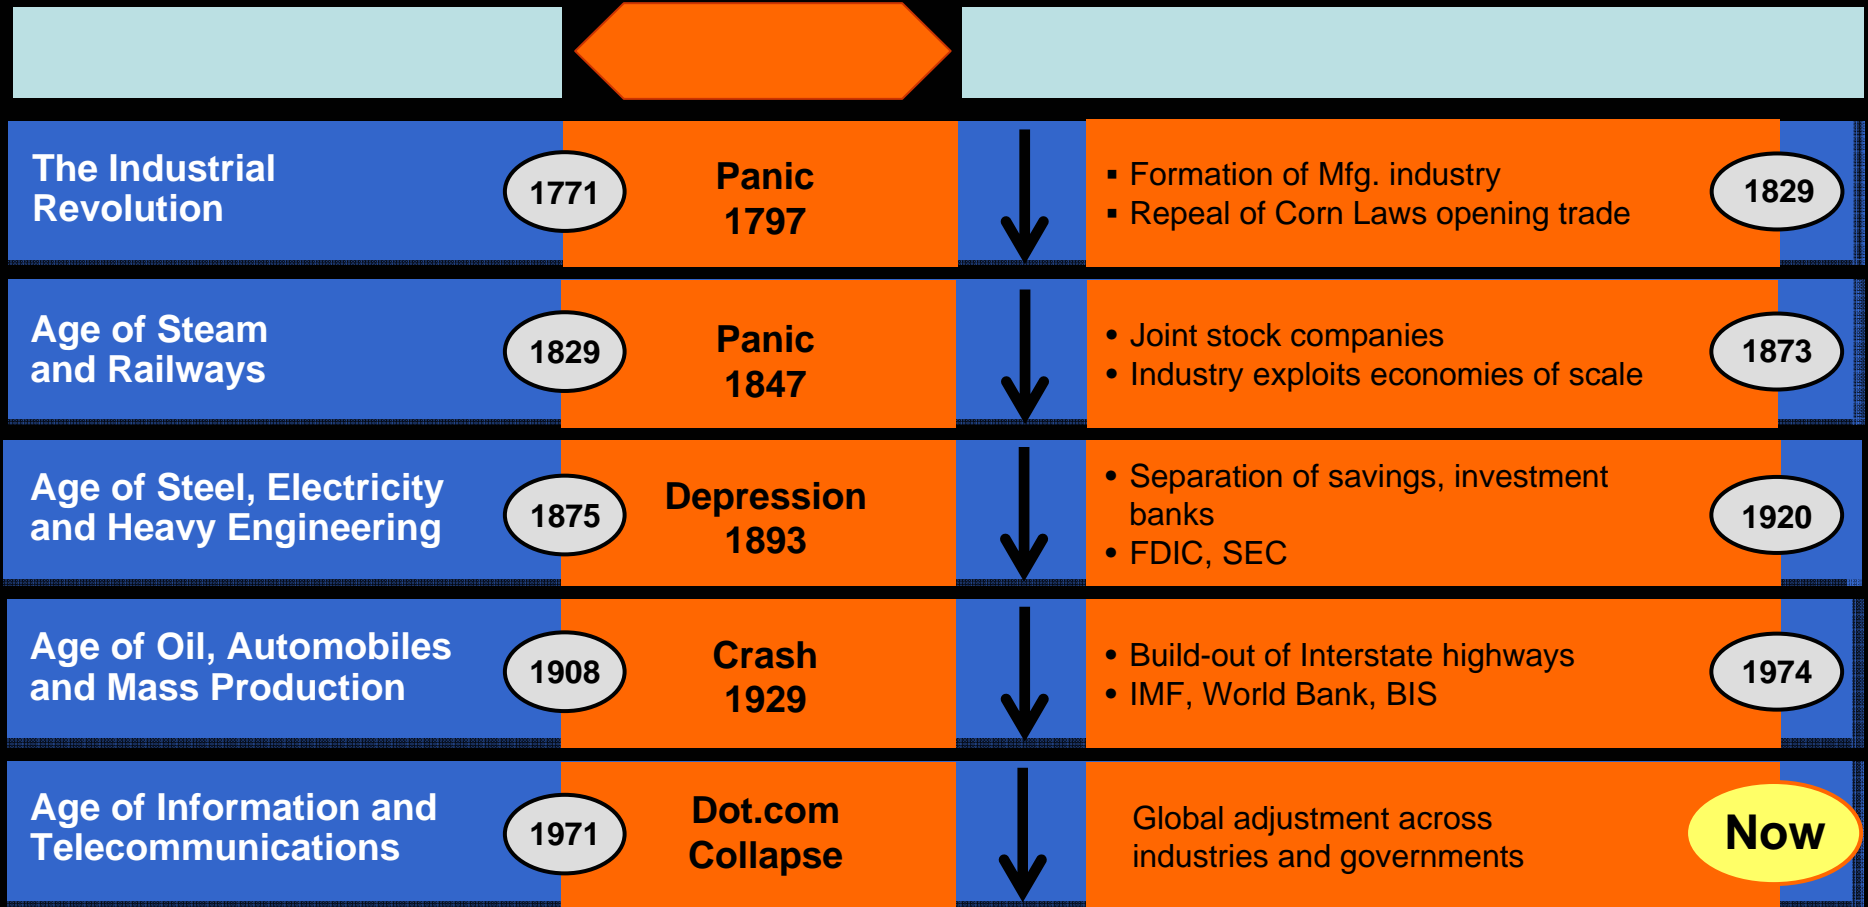 The Industrial
Revolution
1771
Panic
1797
▪ Formation of Mfg. industry
▪ Repeal of Corn Laws opening trade
1829
Age of Steam
and Railways
1829
Panic
1847
• Joint stock companies
• Industry exploits economies of scale
1873
Age of Steel, Electricity
and Heavy Engineering
1875
Depression
1893
• Separation of savings, investment
banks
• FDIC, SEC
1920
Age of Oil, Automobiles
and Mass Production
1908
Crash
1929
• Build-out of Interstate highways
• IMF, World Bank, BIS
1974
Age of Information and
Telecommunications
1971
Dot.com
Collapse
Global adjustment across
industries and governments
Now